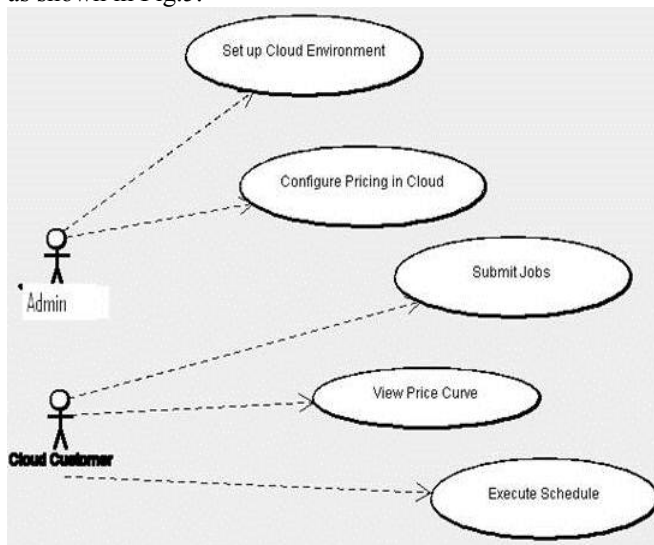 as shown in Fig.3.
Set up Cloud Environment
Configure Pricing in Cloud
Submit Jobs
Admin
View Price Curve
Cloud Customer
Execute Schedule